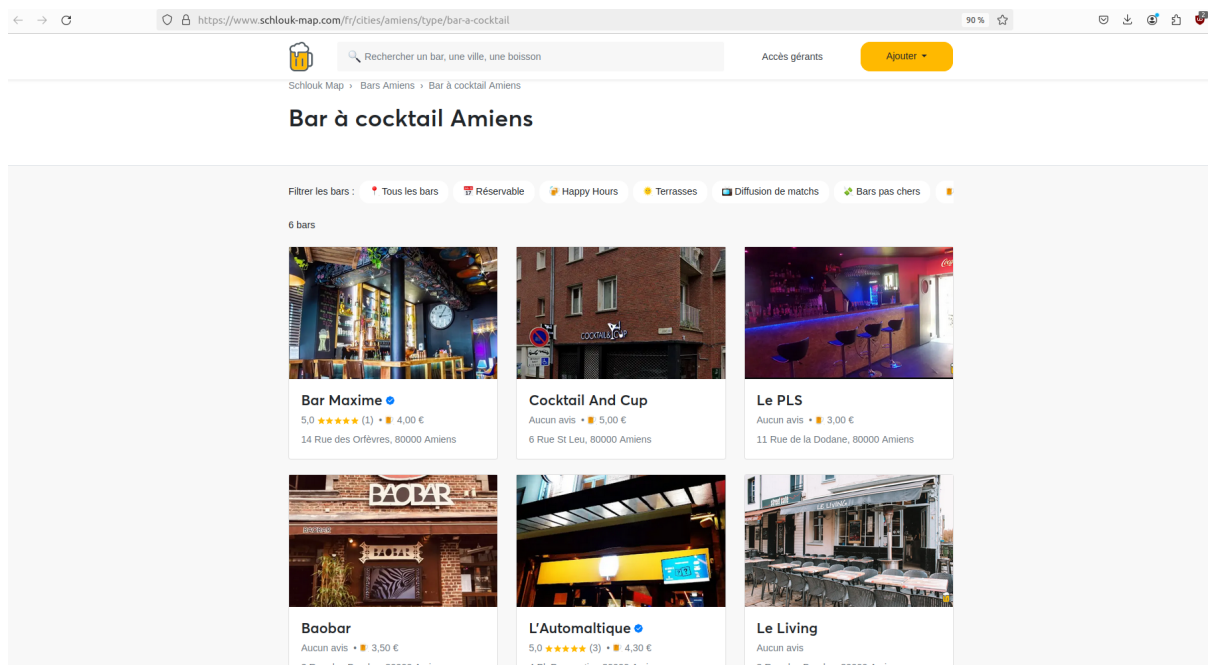 https://www.schlouk-map.com/fr/cities/amiens/type/bar-a-cocktail
90 %
Rechercher un bar, une ville, une boisson
Accès gérants
Ajouter
Schlouk Map › Bars Amiens › Bar à cocktail Amiens
Bar à cocktail Amiens
Filtrer les bars :
Tous les bars
Réservable
Happy Hours
Terrasses
Diffusion de matchs
Bars pas chers
6 bars
COCKTAIL & CUP
Bar Maxime
5,0 ★★★★★ (1) • 4,00 €
14 Rue des Orfèvres, 80000 Amiens
Cocktail And Cup
Aucun avis • 5,00 €
6 Rue St Leu, 80000 Amiens
Le PLS
Aucun avis • 3,00 €
11 Rue de la Dodane, 80000 Amiens
BAOBAR
BAOBAR
BAOBAR
LE LIVING
Baobar
Aucun avis • 3,50 €
L'Automaltique
5,0 ★★★★★ (3) • 4,30 €
Le Living
Aucun avis